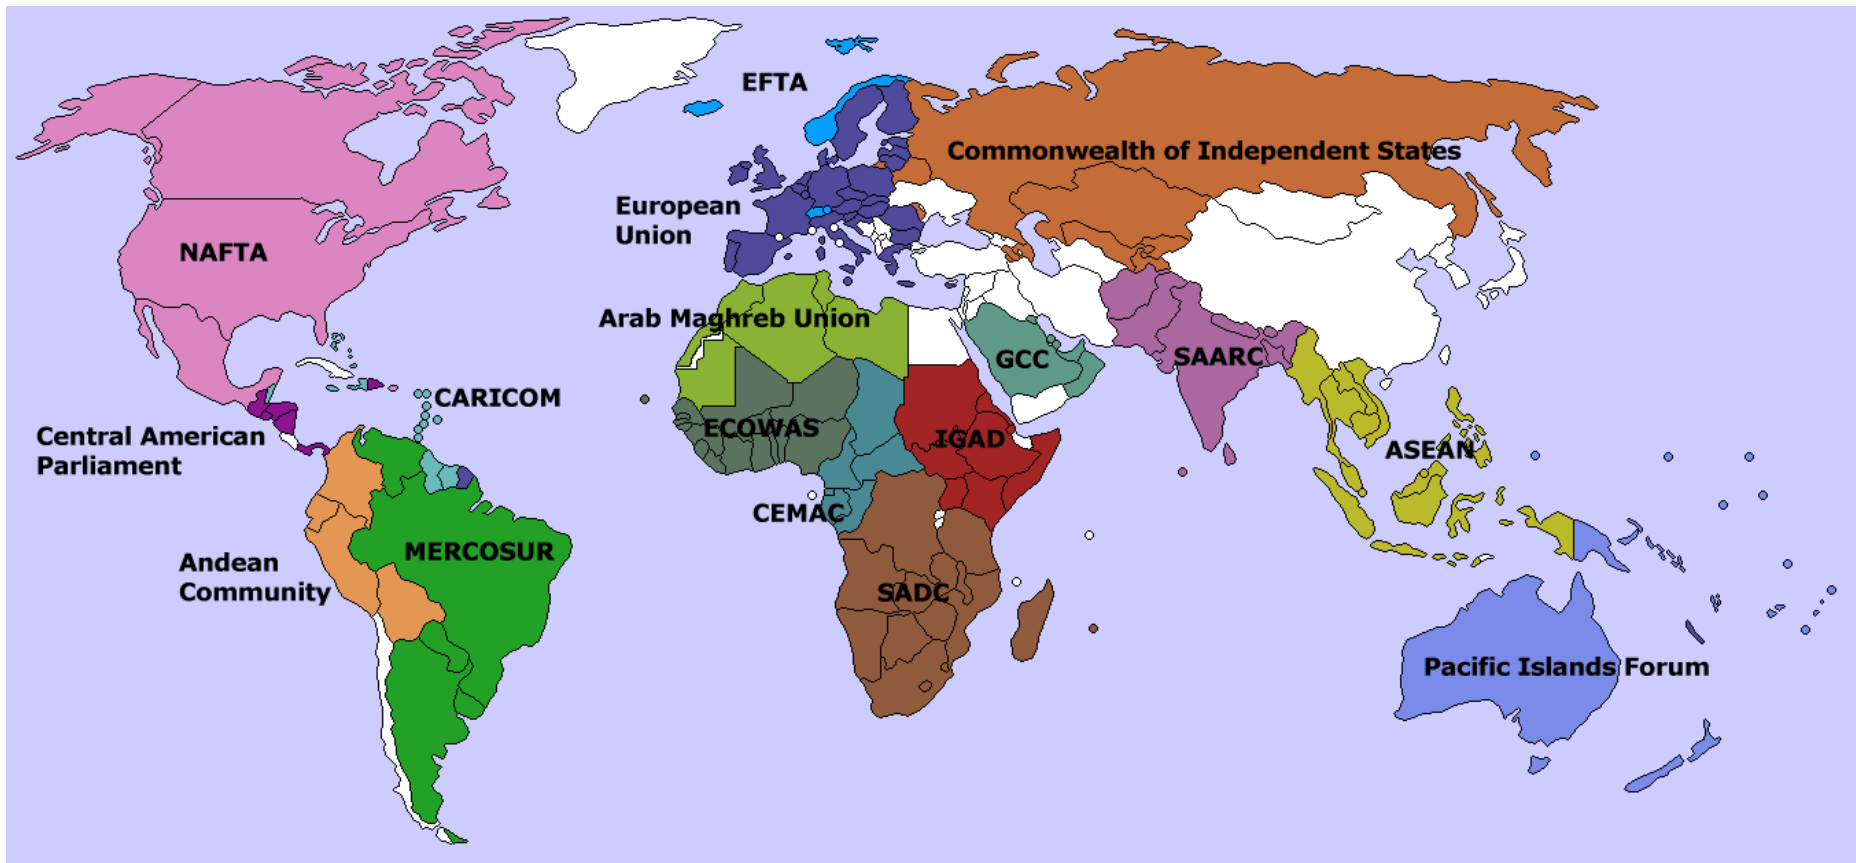 EFTA
Commonwealth of Independent States
European
Union
NAFTA
Arab Maghreb Union
GCC
SAARC
CARICOM
Central American
Parliament
ECOWAS
IGAD
ASEAN
CEMAC
MERCOSUR
Andean
Community
SADC
Pacific Islands Forum